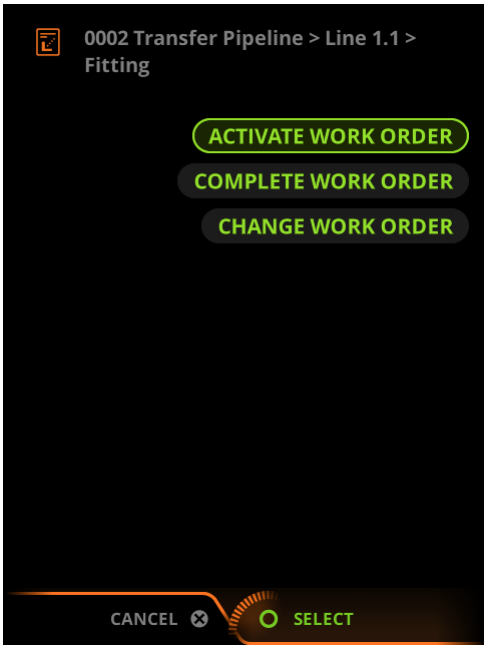 0002 Transfer Pipeline > Line 1.1 >
Fitting
ACTIVATE WORK ORDER
COMPLETE WORK ORDER
CHANGE WORK ORDER
CANCEL
SELECT